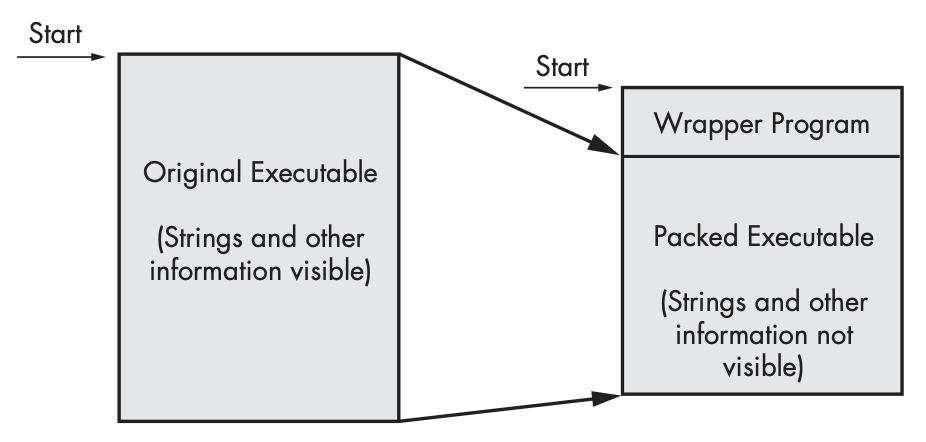 Start
Original Executable
(Strings and other
information visible)
Start
Wrapper Program
Packed Executable
(Strings and other
information not
visible)